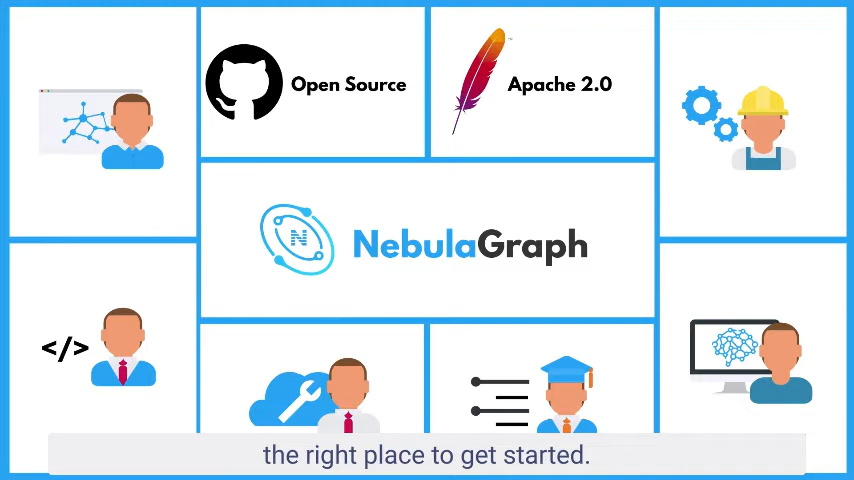 Open Source
Apache 2.0
NebulaGraph
</>
the right place to get started.